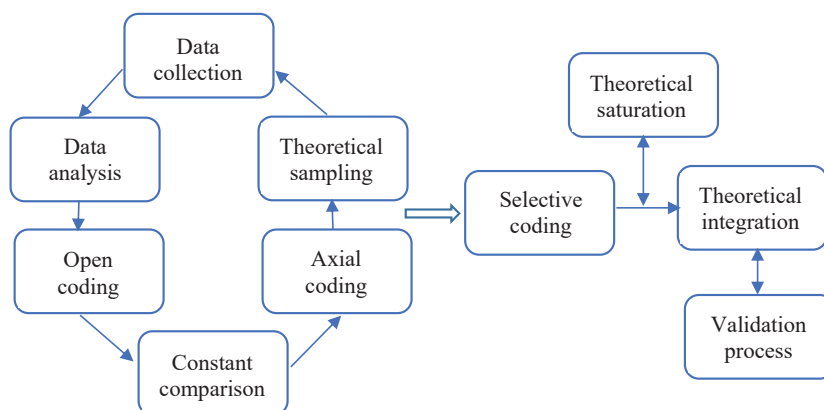 Data
collection
Data
analysis
Open
coding
Constant
comparison
Axial
coding
Theoretical
sampling
Selective
coding
Theoretical
saturation
Theoretical
integration
Validation
process